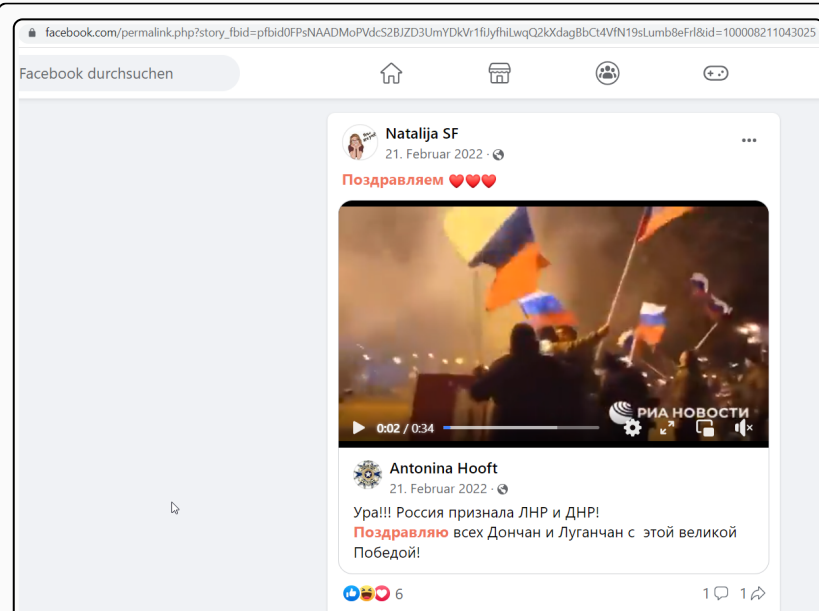 facebook.com/permalink.php?story_fbid=pfbid0FPsNAADMoPVdcS2BJZD3UmYDkVr1fiJyfhiLwqQ2kXdagBbCt4VfN19sLumb8eFrl&id=100008211043025
Facebook durchsuchen
Natalija SF
21. Februar 2022 ·
Поздравляем ❤️❤️❤️
РИА НОВОСТИ
0:02 / 0:34
Antonina Hooft
21. Februar 2022 ·
Ура!!! Россия признала ЛНР и ДНР!
Поздравляю всех Дончан и Луганчан с этой великой
Победой!
6
1 1